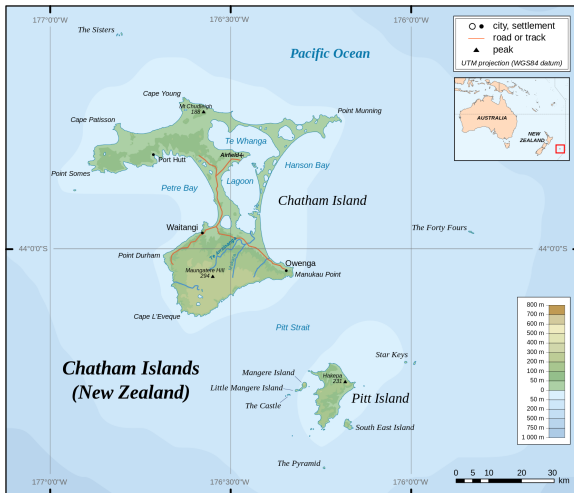 177°0'0"W
176°30'0"W
176°0'0"W
The Sisters
Pacific Ocean
city, settlement
road or track
peak
UTM projection (WGS84 datum)
AUSTRALIA
NEW
ZEALAND
Cape Young
Mt Chudleigh
188
Cape Pattisson
Point Munning
Te Whanga
Airfield
Port Hutt
Hanson Bay
Point Somes
Petre Bay
Lagoon
Chatham Island
Waitangi
The Forty Fours
44°0'0"S
44°0'0"S
Point Durham
Owenga
Maungatere Hill
294
Manukau Point
Cape L'Eveque
Pitt Strait
800 m
700 m
600 m
500 m
400 m
300 m
200 m
100 m
50 m
0
50 m
200 m
500 m
750 m
1 000 m
Chatham Islands
(New Zealand)
Star Keys
Mangere Island
Hakepa
231
Little Mangere Island
The Castle
Pitt Island
South East Island
The Pyramid
0 5 10 20 30
km
177°0'0"W
176°30'0"W
176°0'0"W